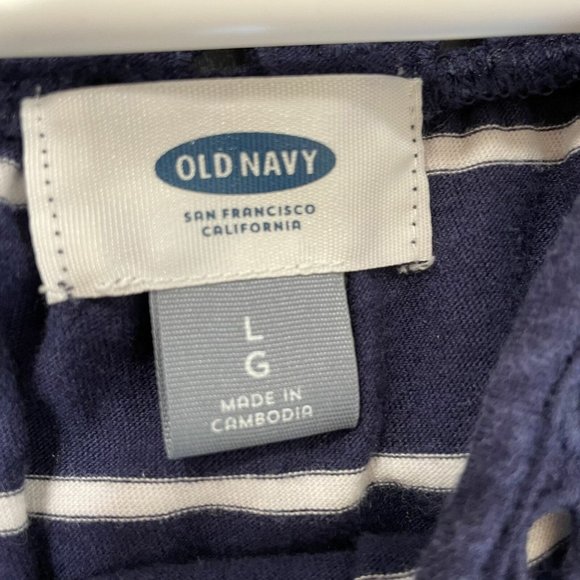 OLD NAVY
SAN FRANCISCO
CALIFORNIA
L
G
MADE IN
CAMBODIA